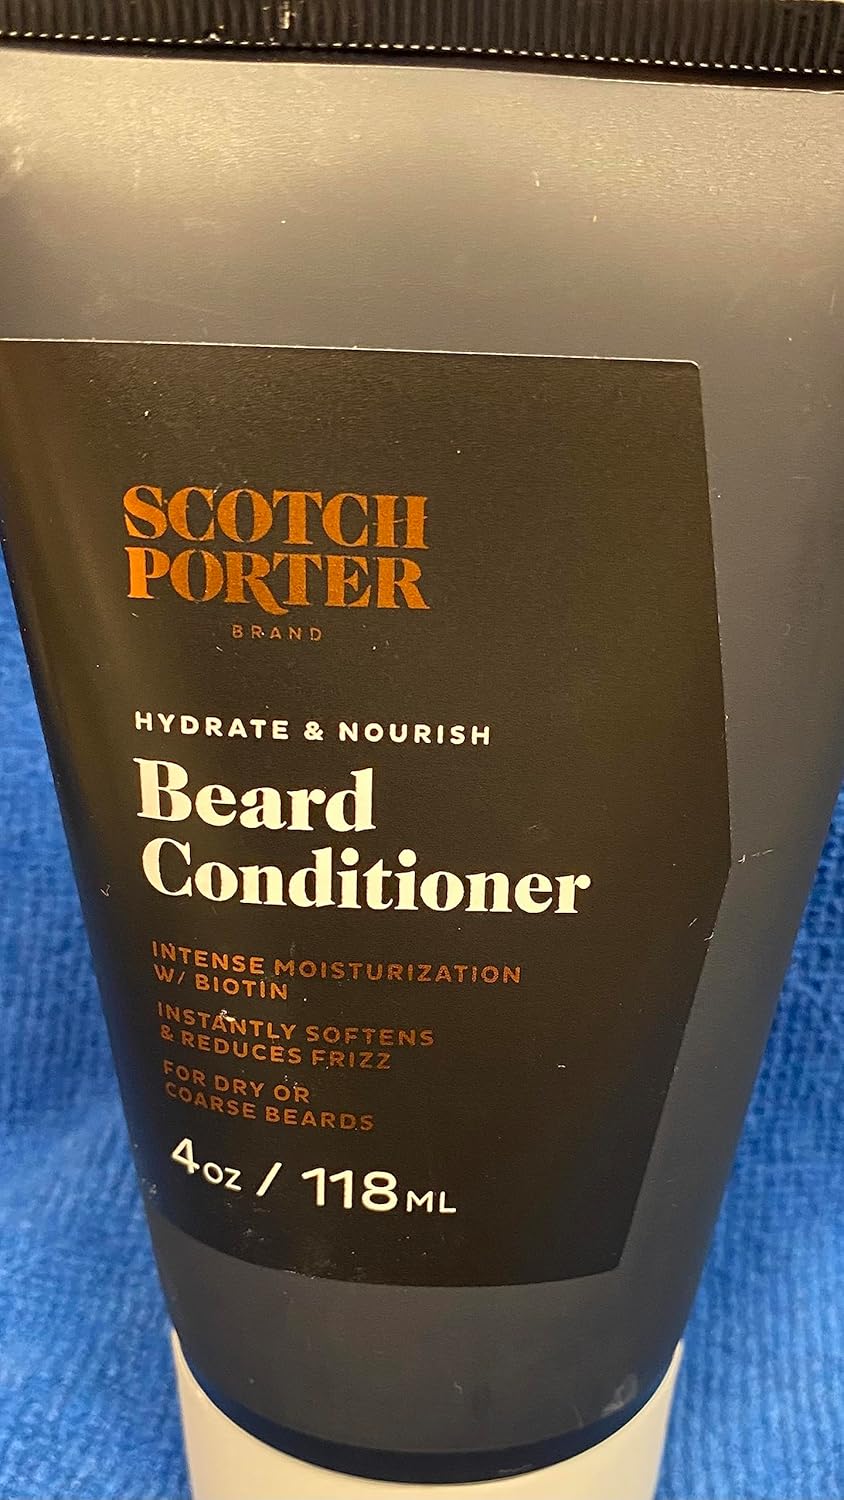 SCOTCH
PORTER
BRAND
HYDRATE & NOURISH
Beard
Conditioner
INTENSE MOISTURIZATION
W/ BIOTIN
INSTANTLY SOFTENS
& REDUCES FRIZZ
FOR DRY OR
COARSE BEARDS
4oz / 118ML